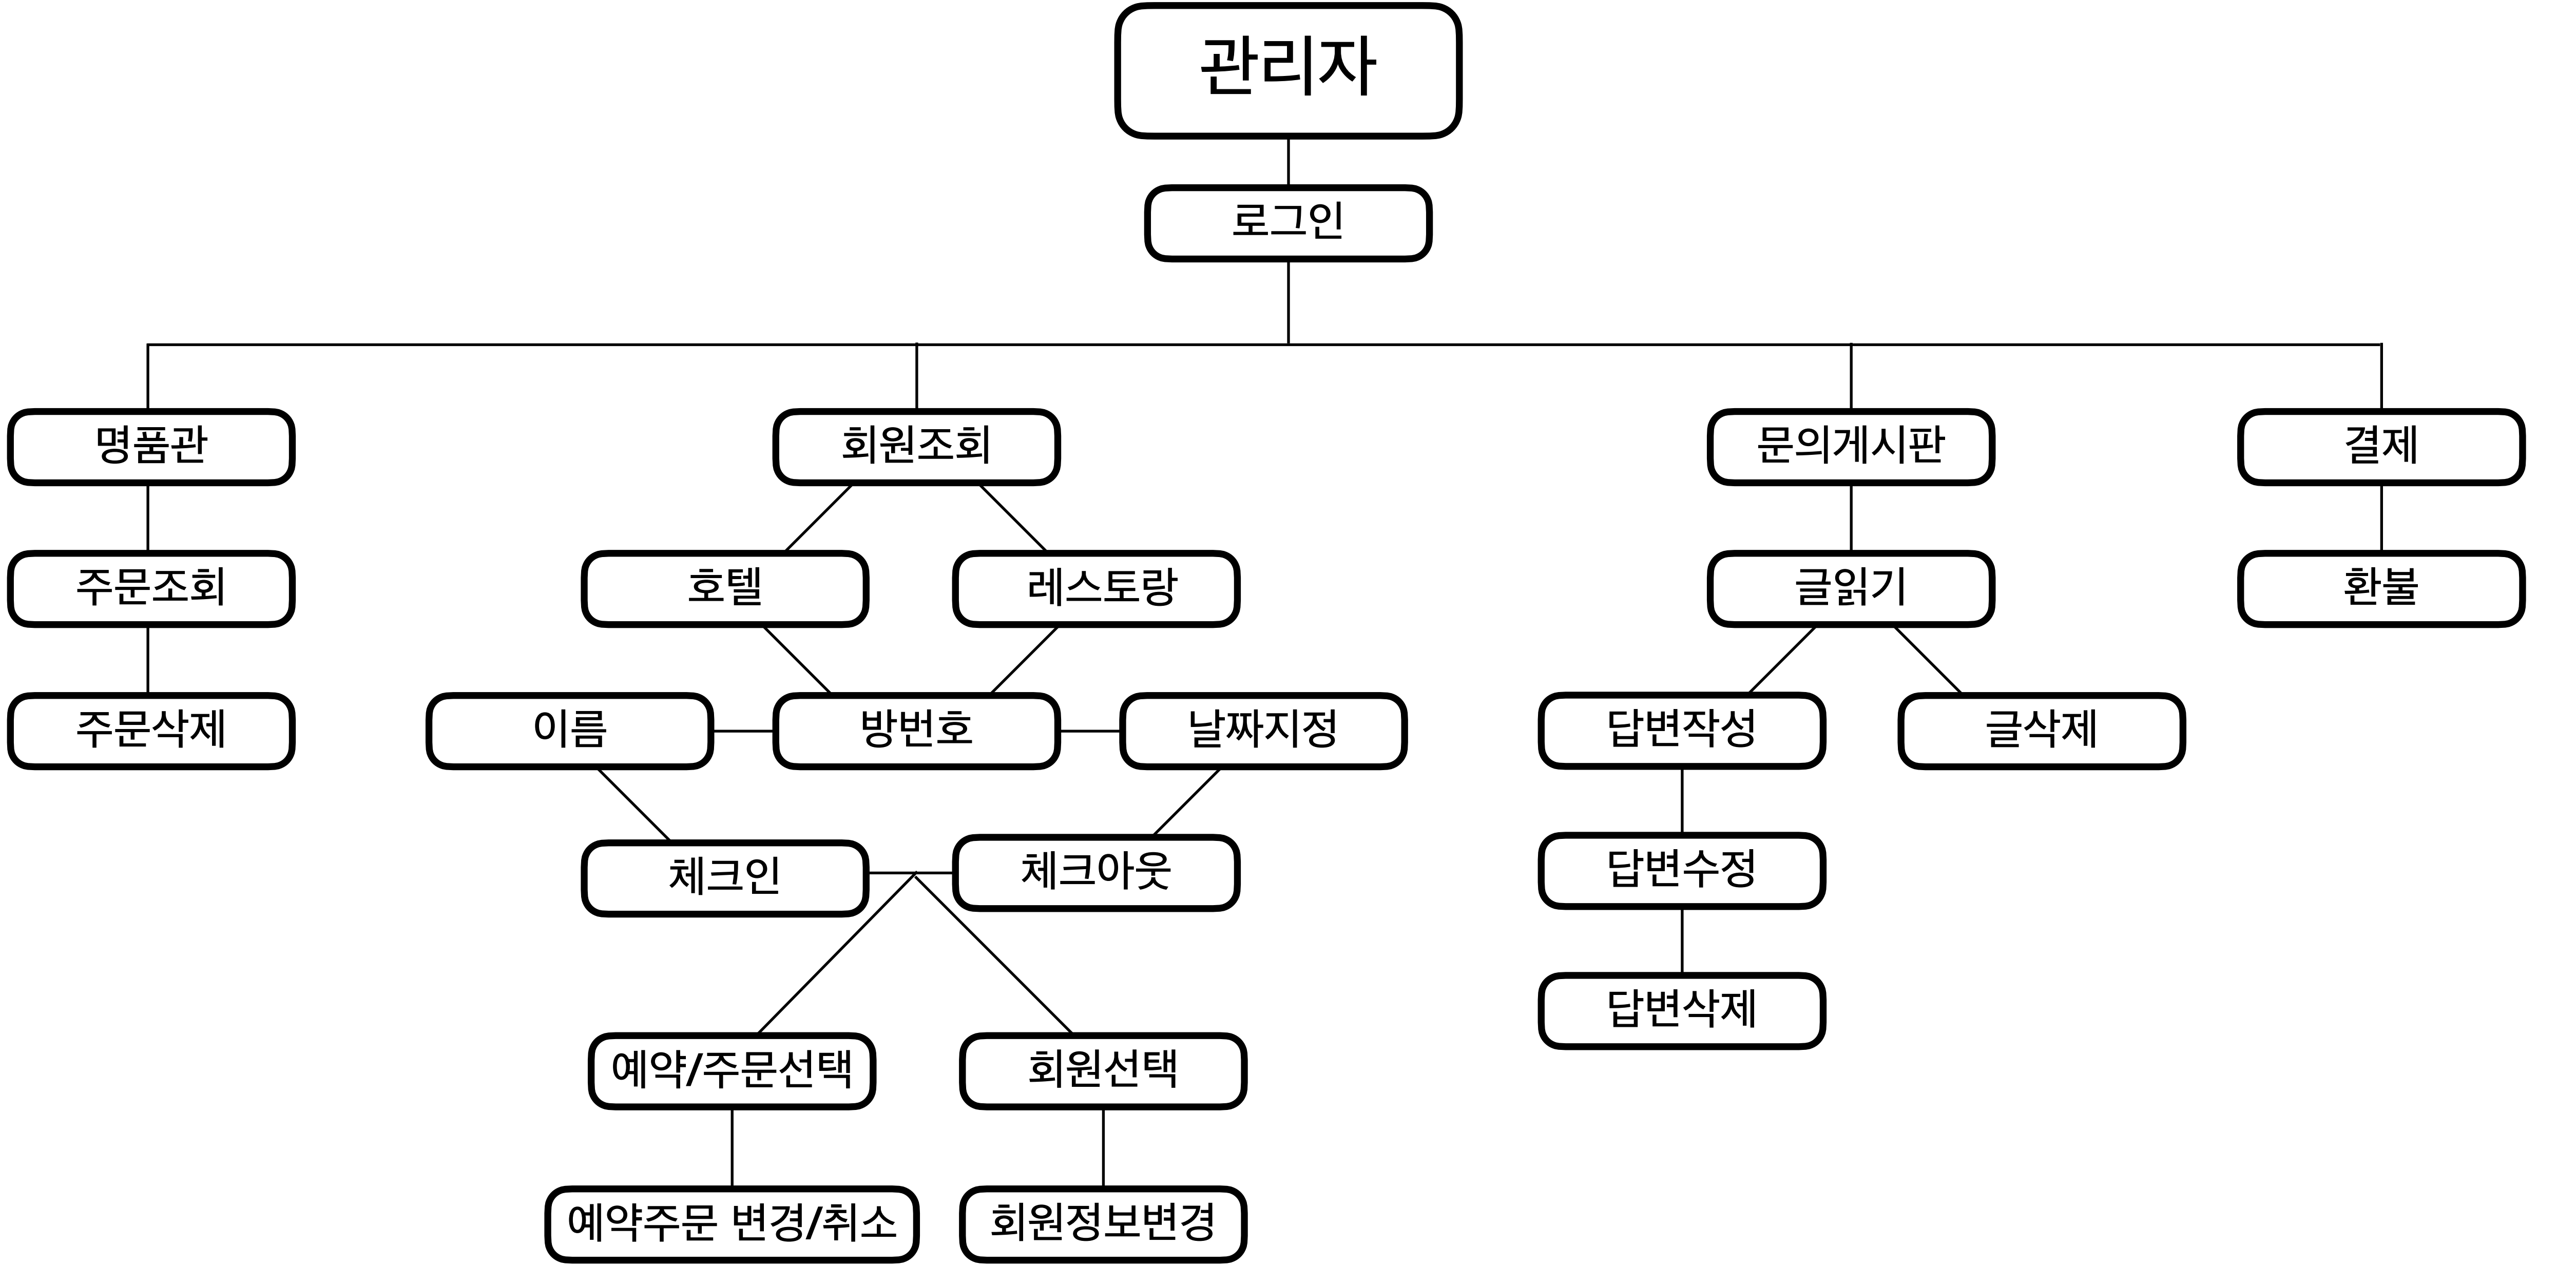 관리자
로그인
명품관
회원조회
문의게시판
결제
주문조회
호텔
레스토랑
글읽기
환불
주문삭제
이름
방번호
날짜지정
답변작성
글삭제
체크인
체크아웃
답변수정
답변삭제
예약/주문선택
회원선택
예약주문 변경/취소
회원정보변경